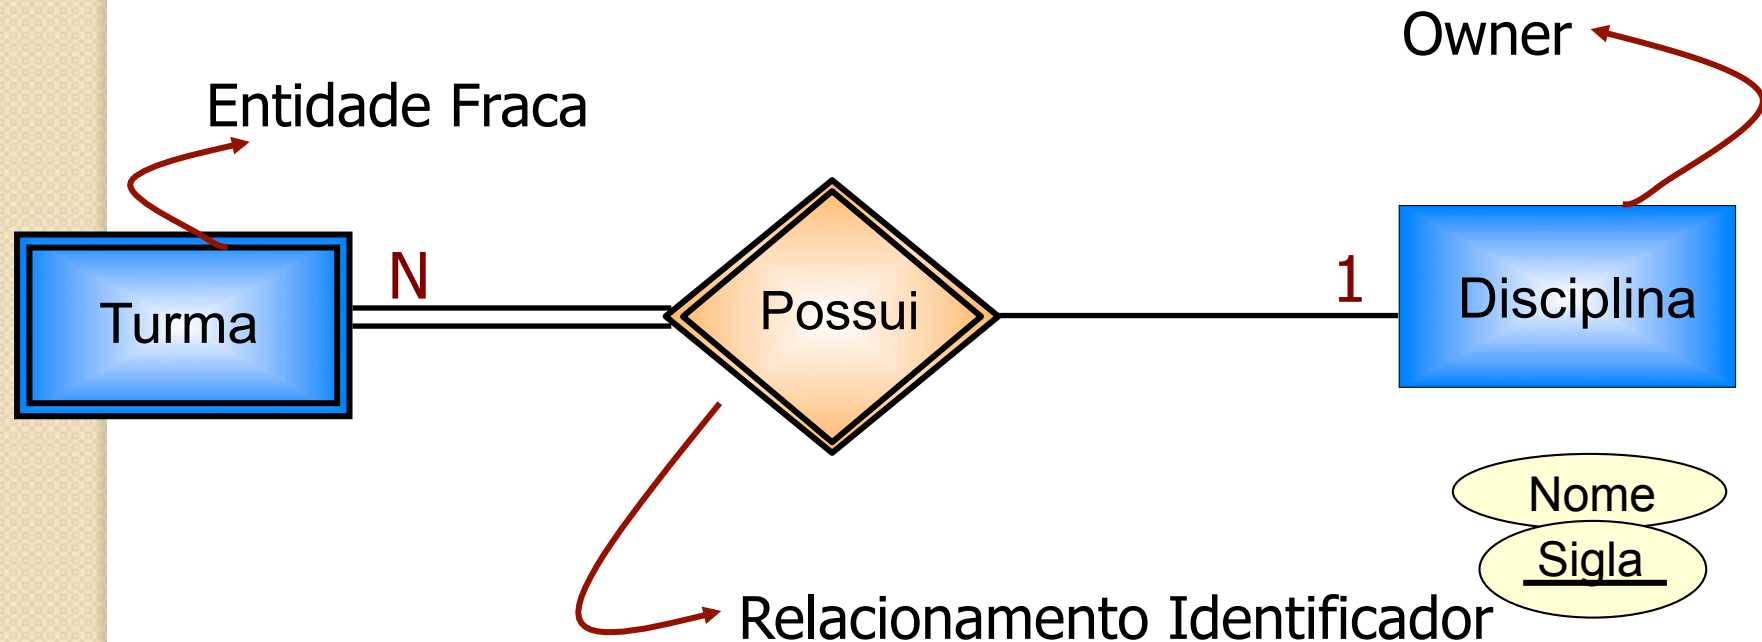 Owner
Entidade Fraca
N
1
Turma
Possui
Disciplina
Nome
Sigla
Relacionamento Identificador